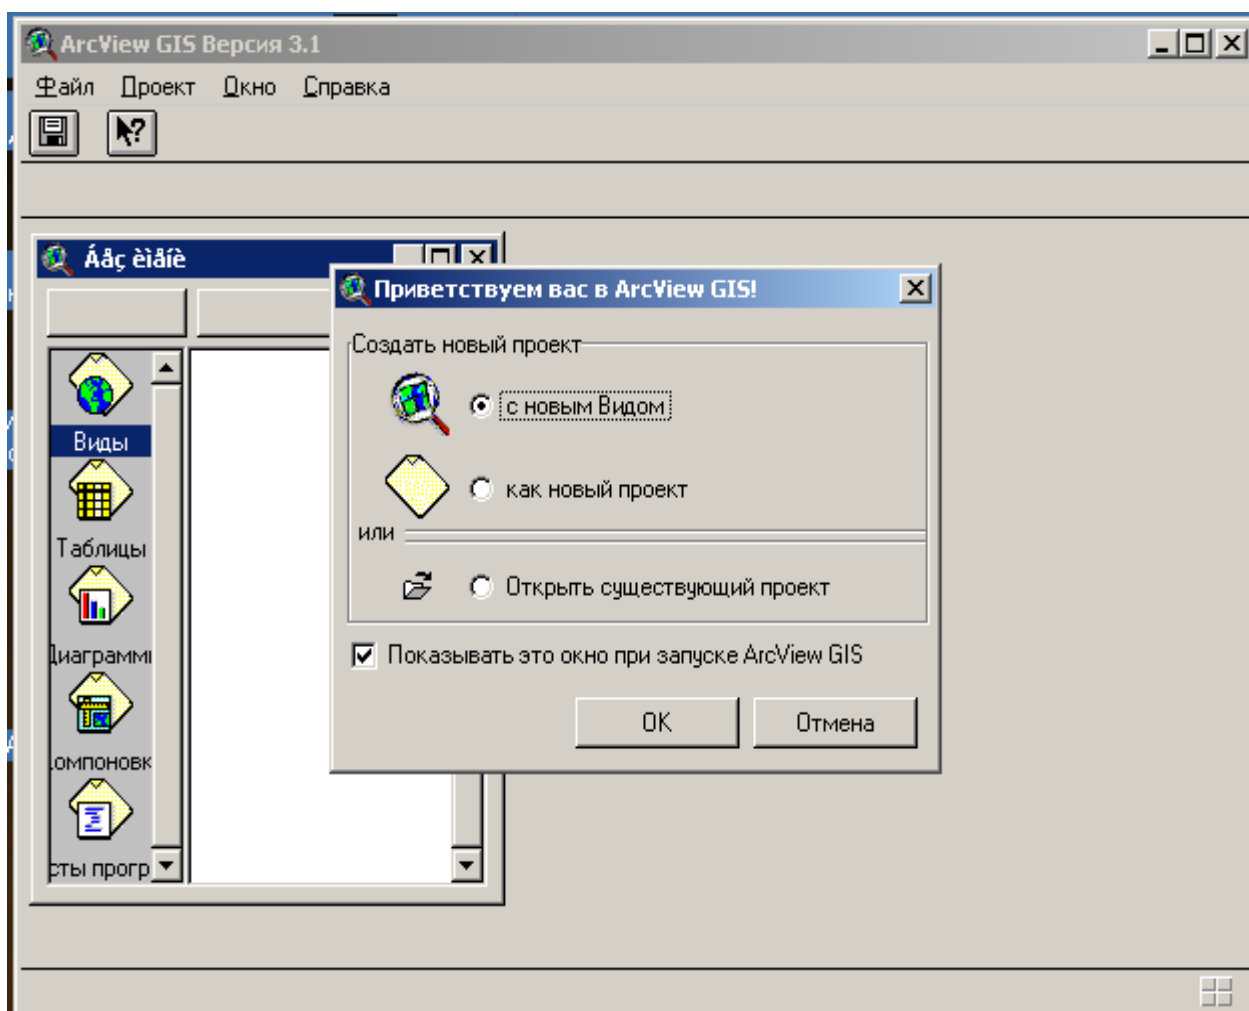 ArcView GIS Версия 3.1
Файл Проект Окно Справка
Áåç èìåíè
Приветствуем вас в ArcView GIS!
Создать новый проект
с новым Видом
Виды
как новый проект
или
Таблицы
Открыть существующий проект
Диаграммы
Показывать это окно при запуске ArcView GIS
OK Отмена
омпоновк
сты прогр